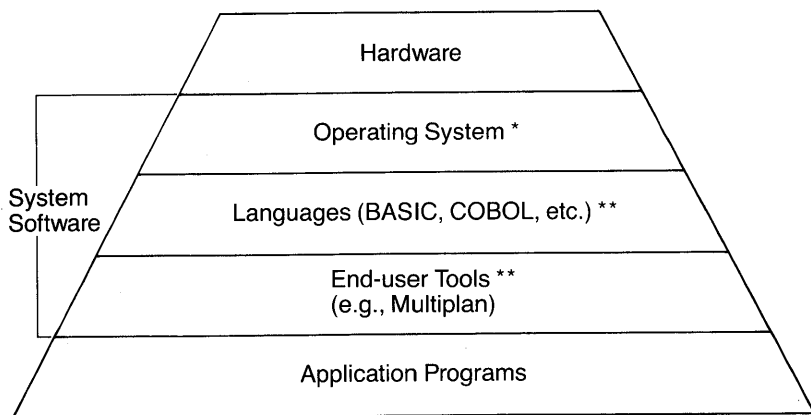 Hardware
Operating System *
Languages (BASIC, COBOL, etc.) **
System
Software
End-user Tools **
(e.g., Multiplan)
Application Programs